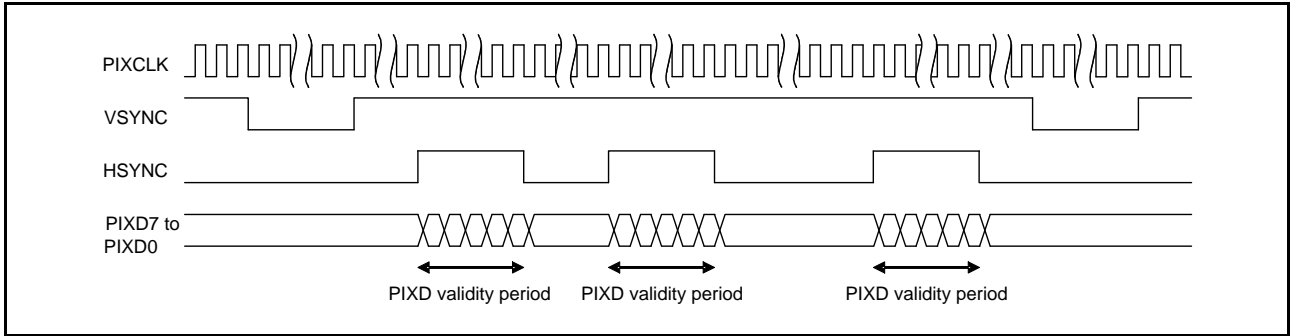 PIXCLK
VSYNC
HSYNC
PIXD7 to
PIXD0
PIXD validity period
PIXD validity period
PIXD validity period